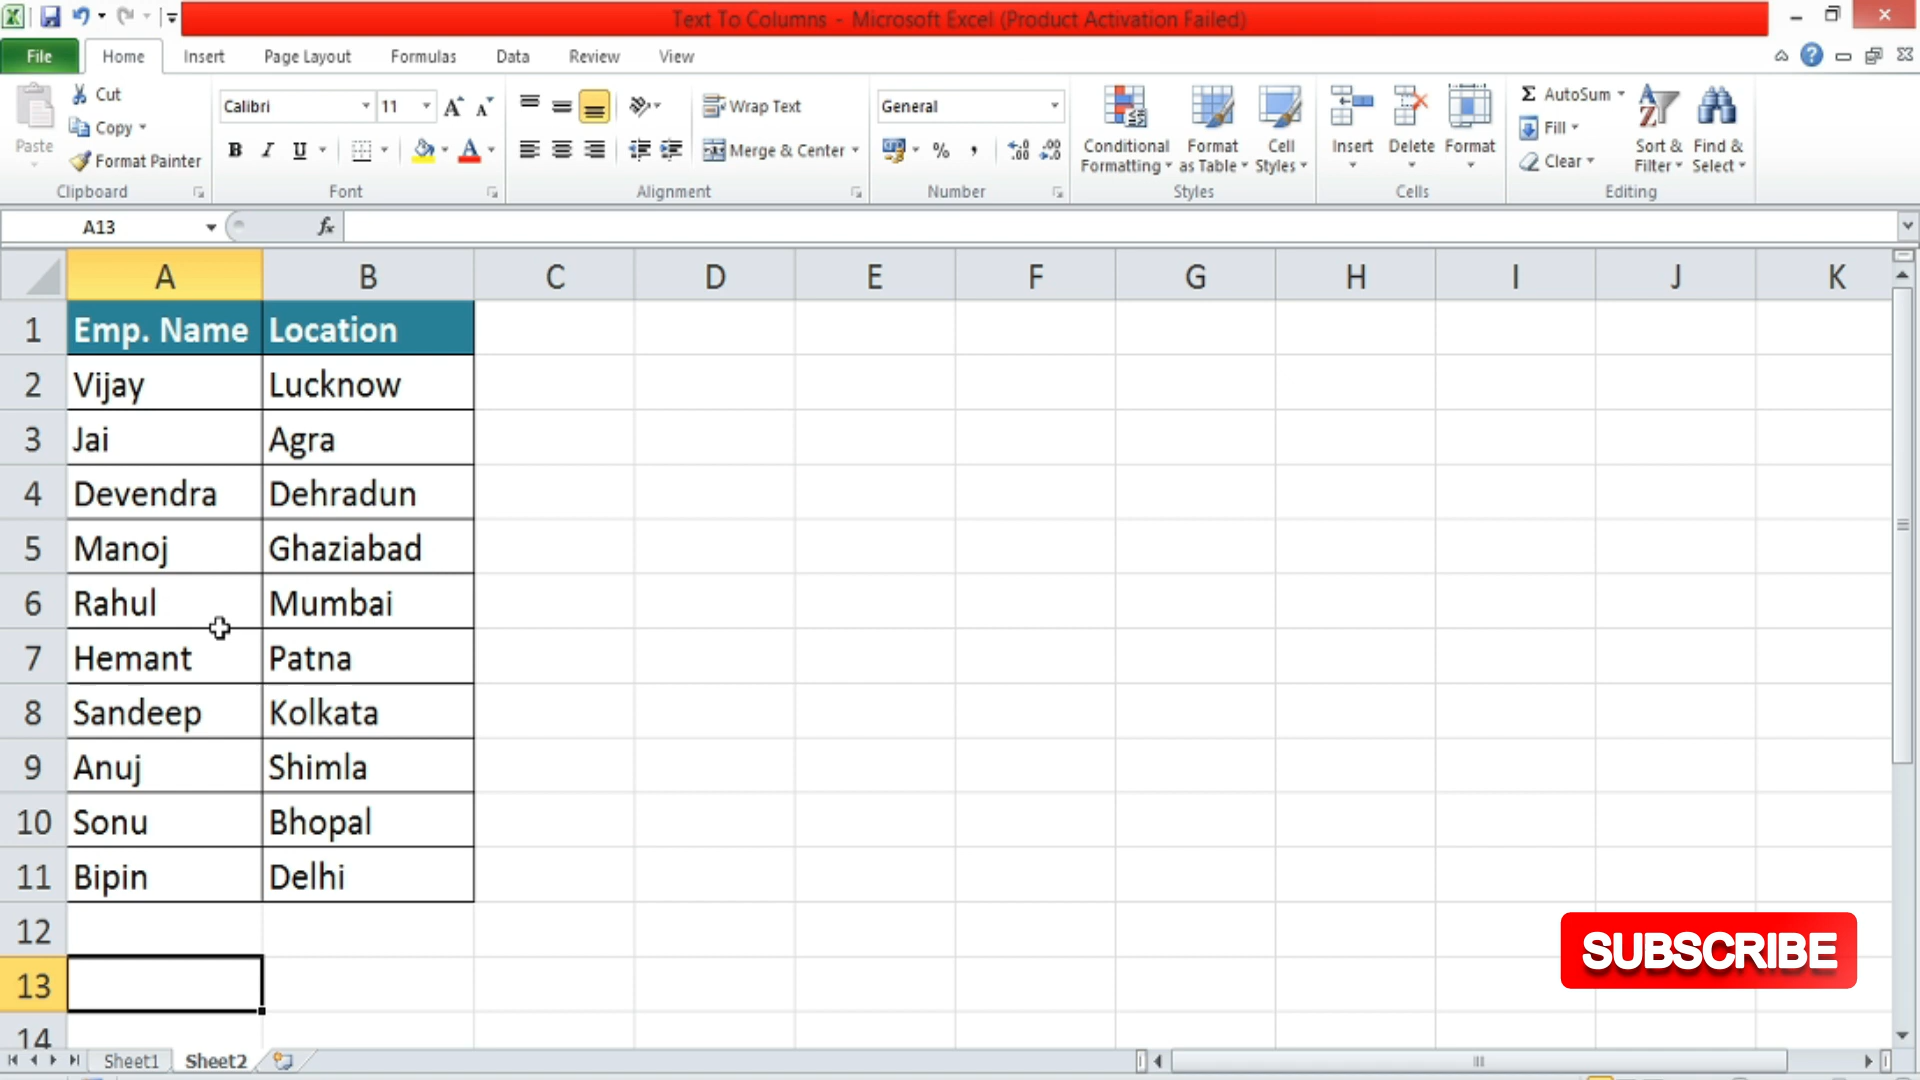 Text To Columns - Microsoft Excel (Product Activation Failed)
File Home Insert Page Layout Formulas Data Review View
Paste
Cut
Copy
Format Painter
Clipboard
Calibri 11
B I U
Font
Wrap Text
Merge & Center
Alignment
General
%
Number
Conditional Formatting
Format as Table
Cell Styles
Styles
Insert Delete Format
Cells
Σ AutoSum
Fill
Clear
Sort & Filter
Find & Select
Editing
A13 fx
A B C D E F G H I J K
1 Emp. Name Location
2 Vijay Lucknow
3 Jai Agra
4 Devendra Dehradun
5 Manoj Ghaziabad
6 Rahul Mumbai
7 Hemant Patna
8 Sandeep Kolkata
9 Anuj Shimla
10 Sonu Bhopal
11 Bipin Delhi
12
13
14
SUBSCRIBE
Sheet1 Sheet2